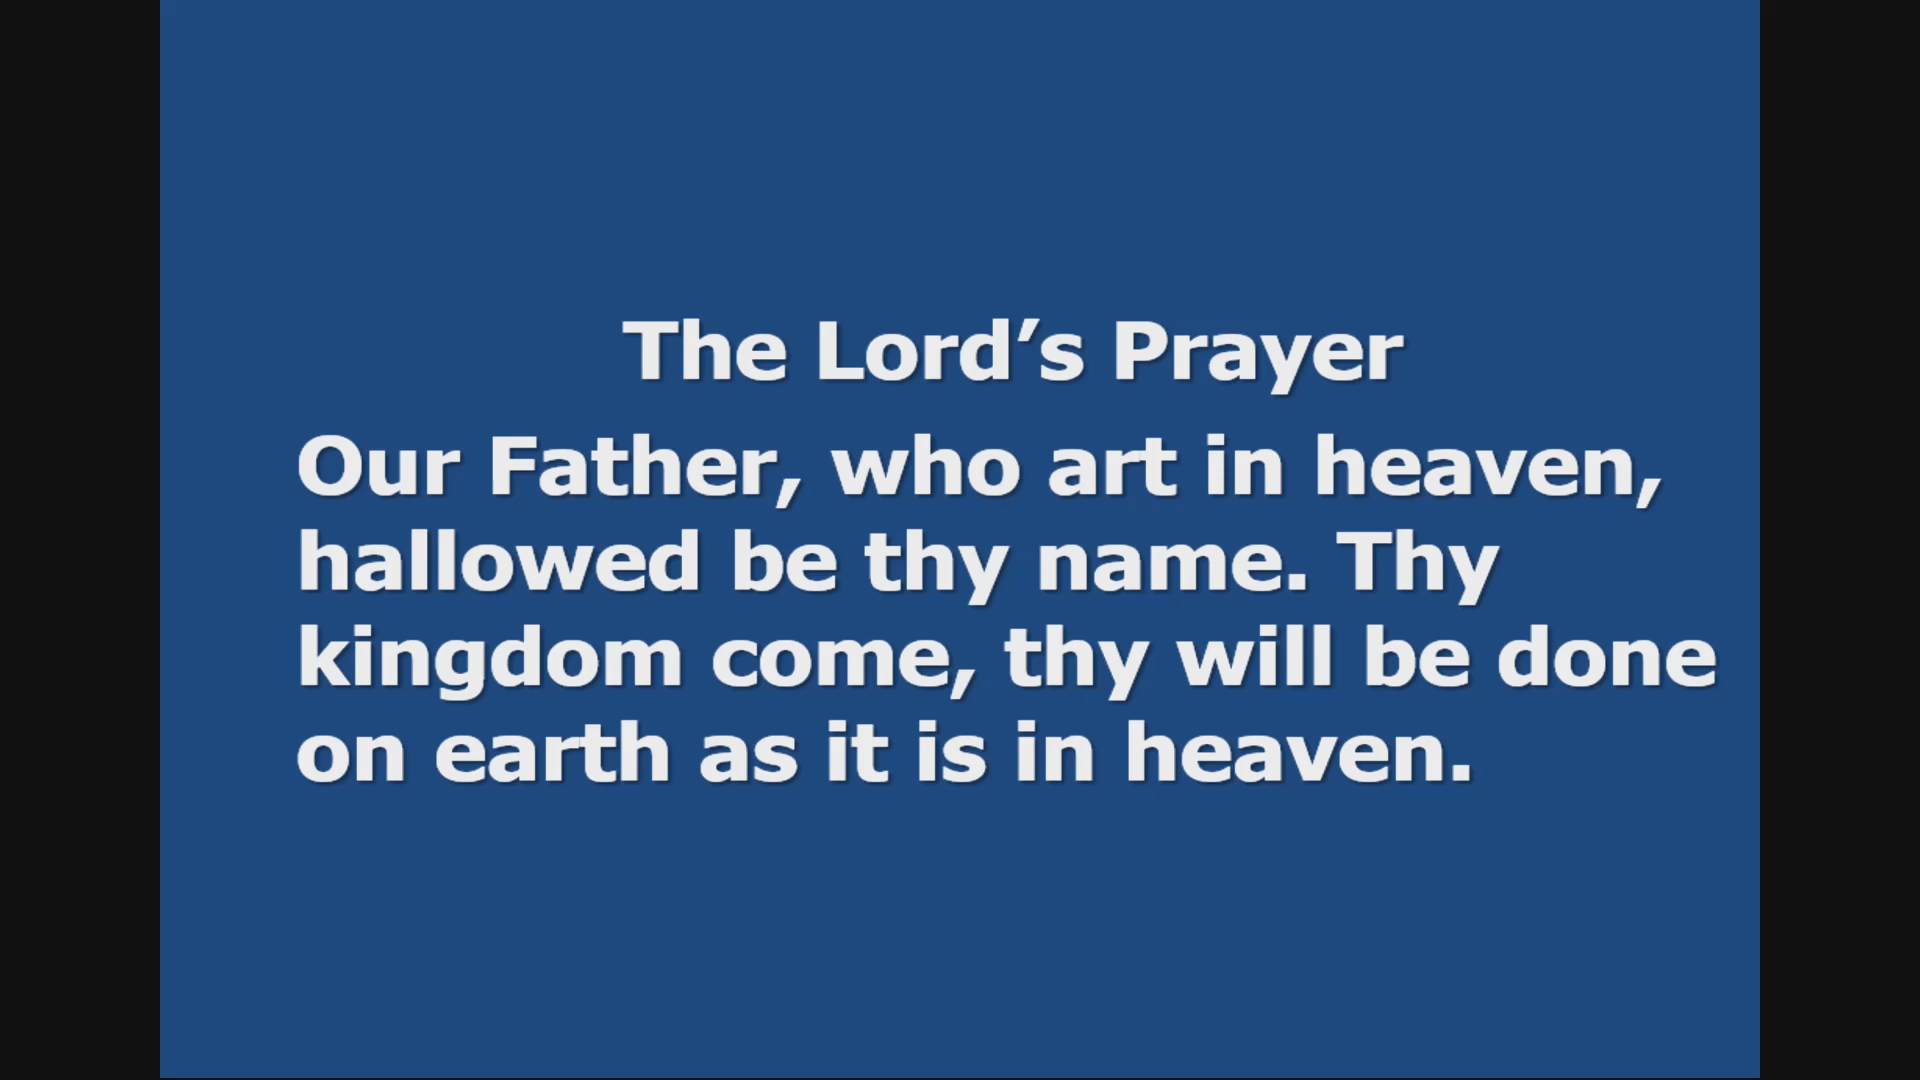 The Lord’s Prayer
Our Father, who art in heaven,
hallowed be thy name. Thy
kingdom come, thy will be done
on earth as it is in heaven.